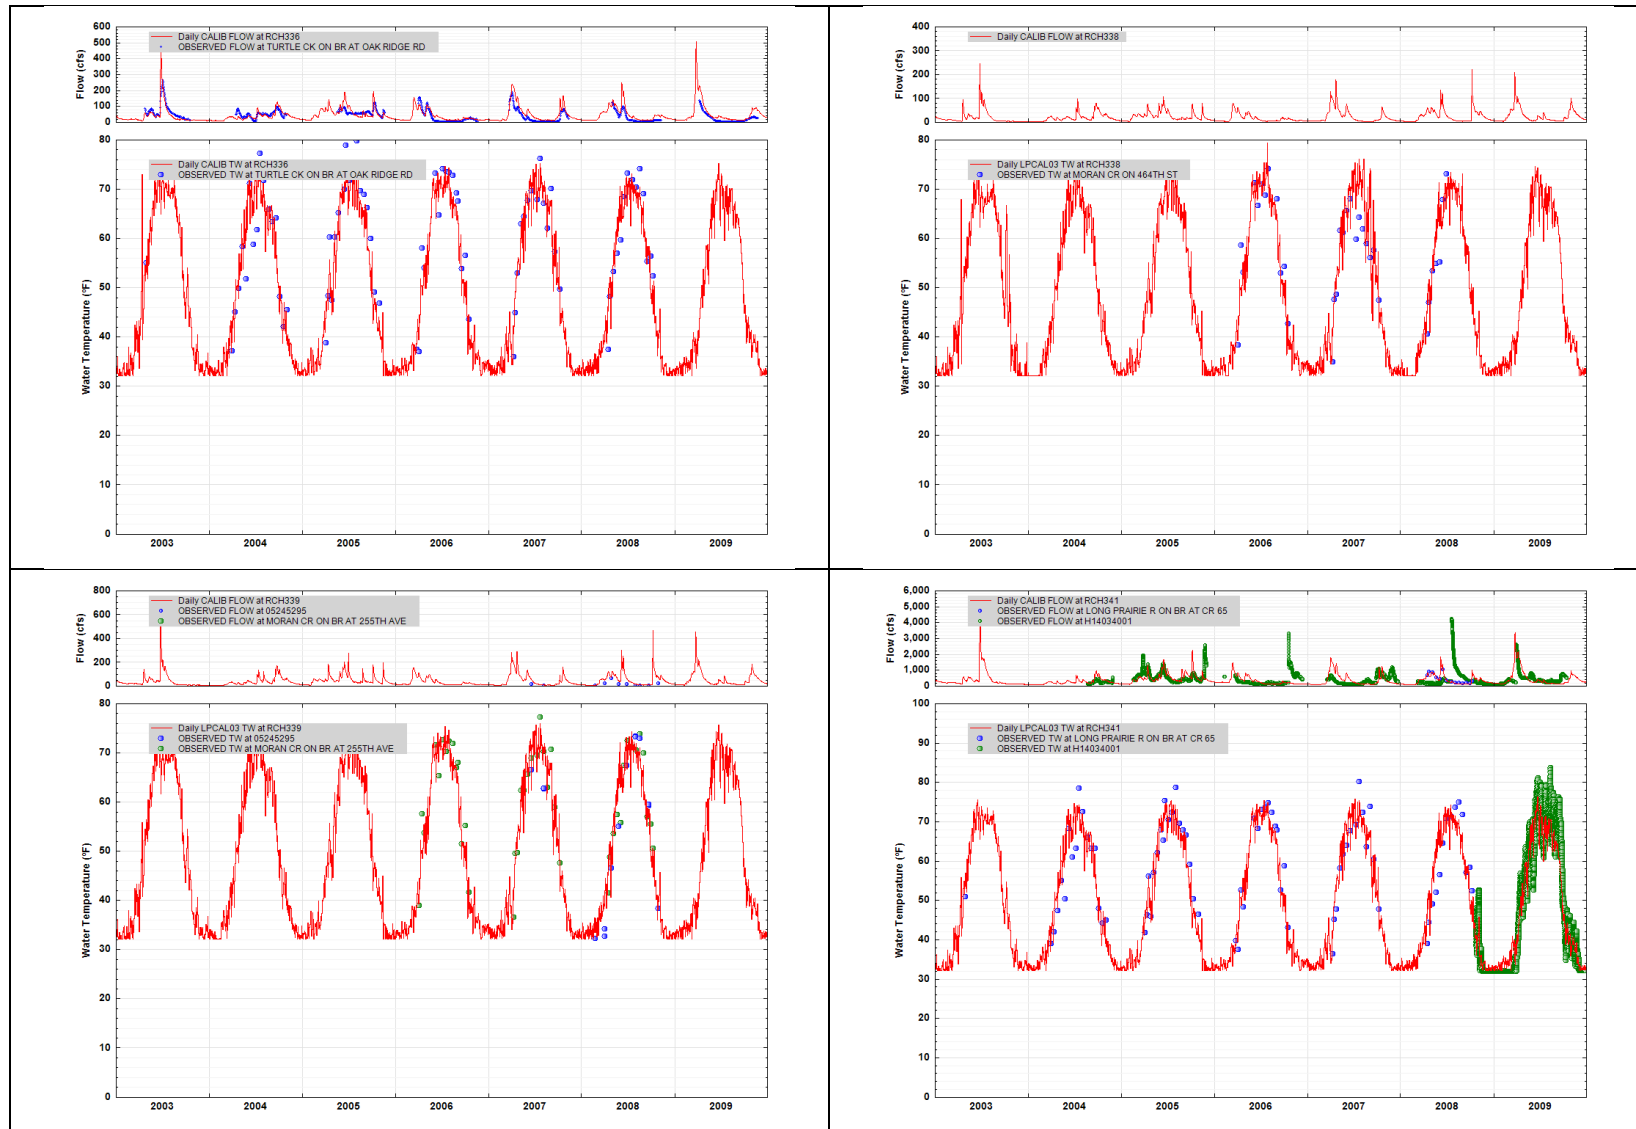 Flow (cfs)
600
500
400
300
200
100
0
Daily CALIB FLOW at RCH336
OBSERVED FLOW at TURTLE CK ON BR AT OAK RIDGE RD
Water Temperature (°F)
80
70
60
50
40
30
20
10
0
Daily CALIB TW at RCH336
OBSERVED TW at TURTLE CK ON BR AT OAK RIDGE RD
2003 2004 2005 2006 2007 2008 2009
Flow (cfs)
400
300
200
100
0
Daily CALIB FLOW at RCH338
Water Temperature (°F)
80
70
60
50
40
30
20
10
0
Daily LPCAL03 TW at RCH338
OBSERVED TW at MORAN CR ON 464TH ST
2003 2004 2005 2006 2007 2008 2009
Flow (cfs)
800
600
400
200
0
Daily CALIB FLOW at RCH339
OBSERVED FLOW at 05245295
OBSERVED FLOW at MORAN CR ON BR AT 255TH AVE
Water Temperature (°F)
80
70
60
50
40
30
20
10
0
Daily LPCAL03 TW at RCH339
OBSERVED TW at 05245295
OBSERVED TW at MORAN CR ON BR AT 255TH AVE
2003 2004 2005 2006 2007 2008 2009
Flow (cfs)
6,000
5,000
4,000
3,000
2,000
1,000
0
Daily CALIB FLOW at RCH341
OBSERVED FLOW at LONG PRAIRIE R ON BR AT CR 65
OBSERVED FLOW at H14034001
Water Temperature (°F)
100
90
80
70
60
50
40
30
20
10
0
Daily LPCAL03 TW at RCH341
OBSERVED TW at LONG PRAIRIE R ON BR AT CR 65
OBSERVED TW at H14034001
2003 2004 2005 2006 2007 2008 2009